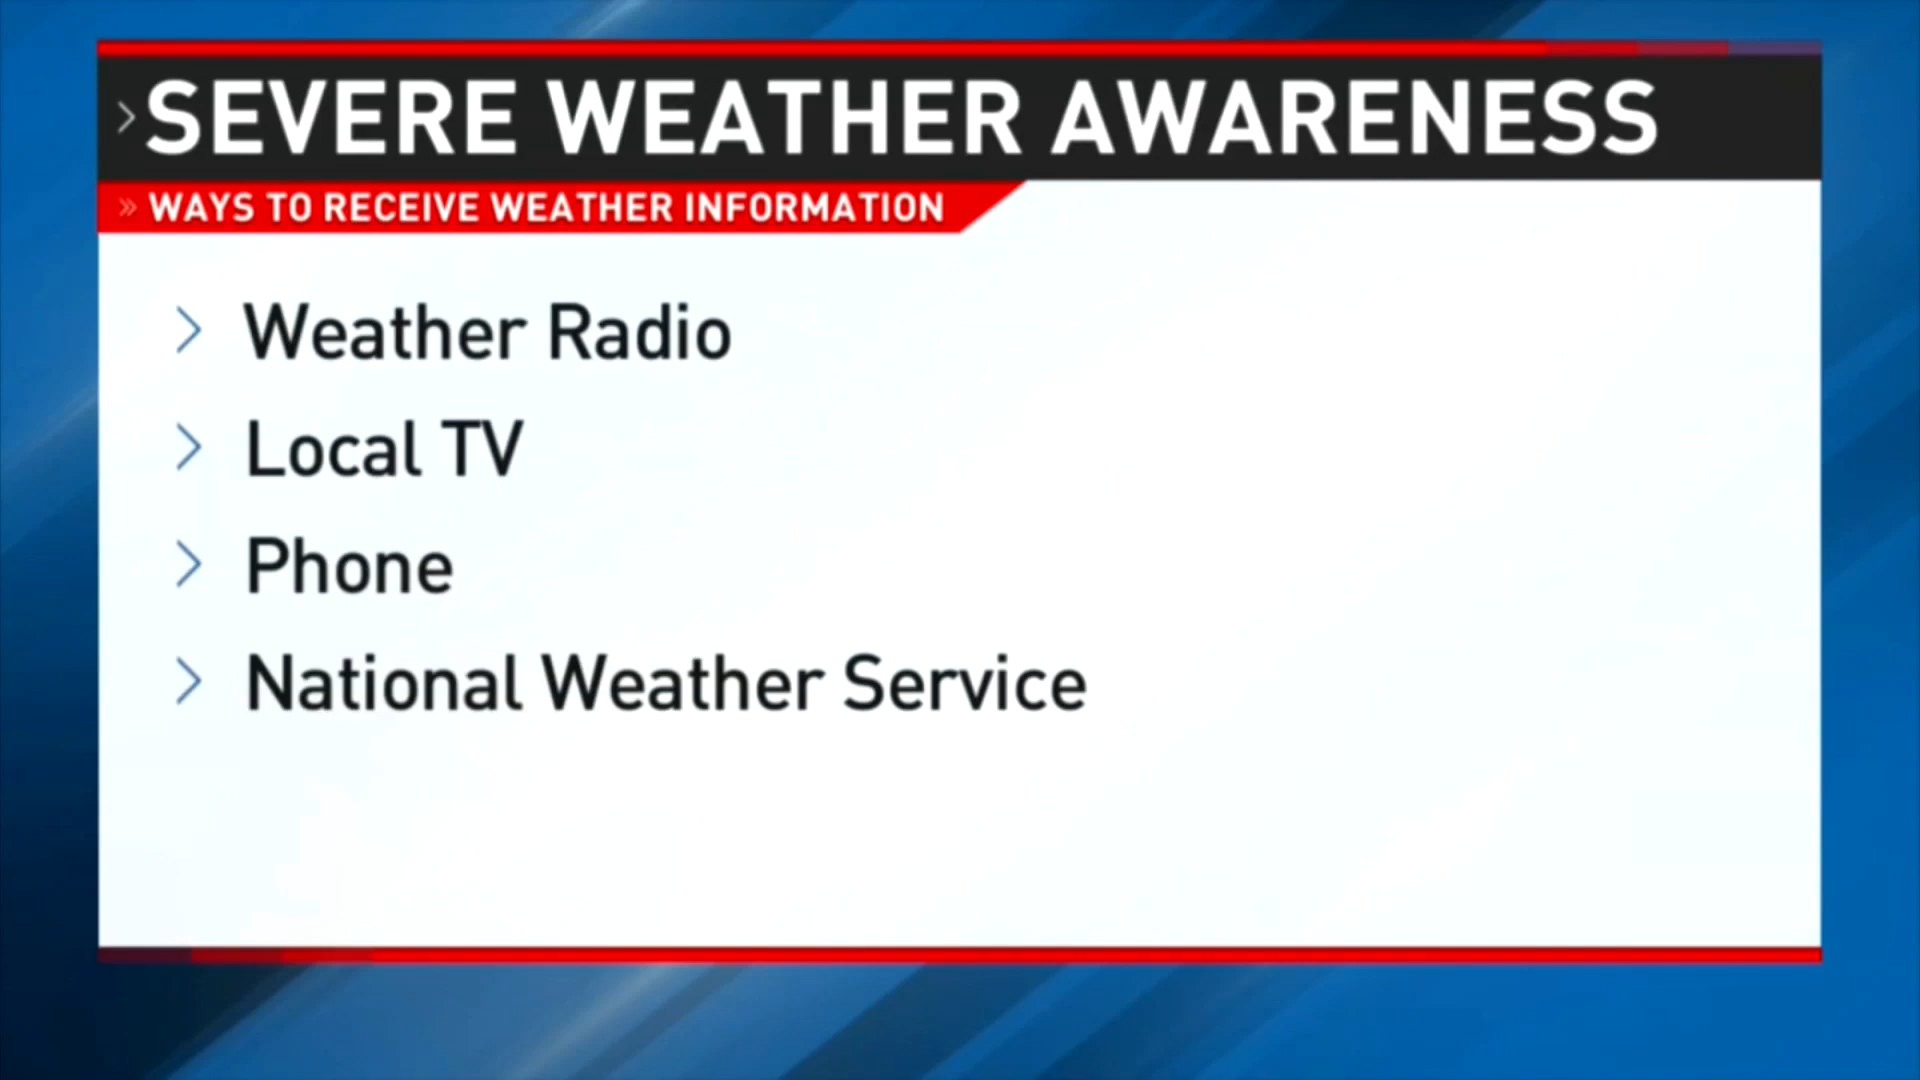 SEVERE WEATHER AWARENESS
WAYS TO RECEIVE WEATHER INFORMATION
Weather Radio
Local TV
Phone
National Weather Service